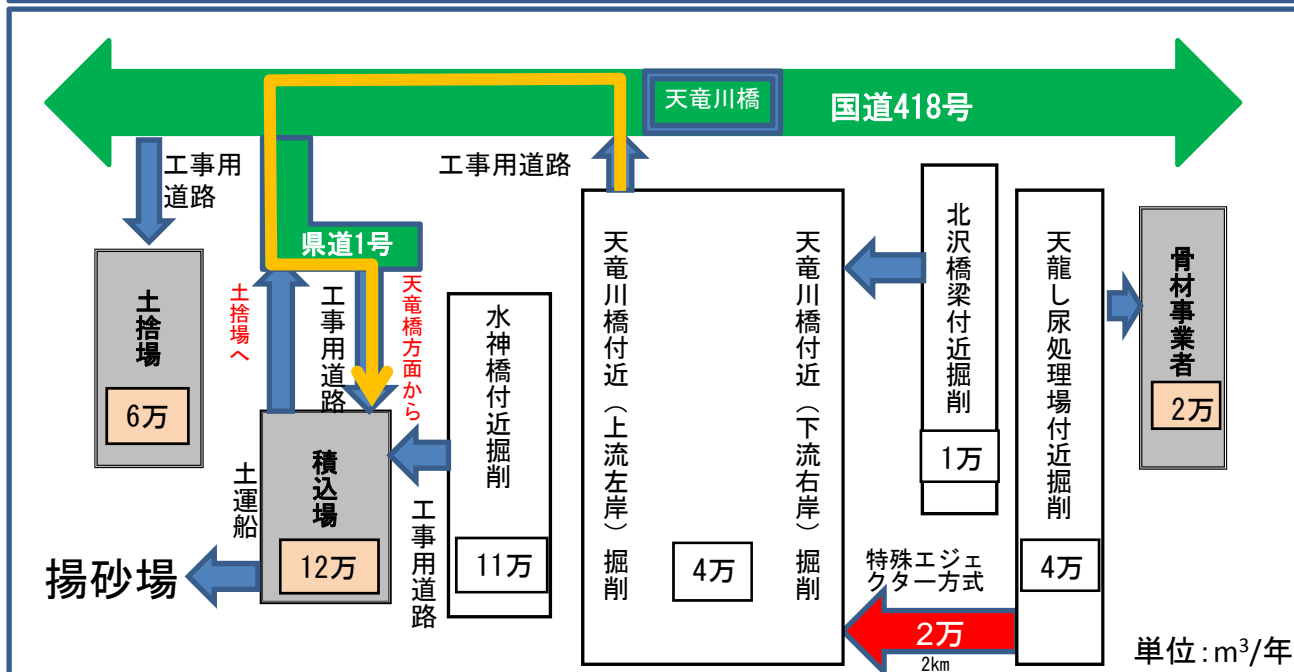 天竜川橋
国道418号
工事用
道路
工事用道路
県道1号
土捨場
6万
土捨場へ
工事用道路
天竜橋方面から
積込場
12万
土運船
揚砂場
水神橋付近掘削
11万
工事用道路
天竜川橋付近（上流左岸）掘削
4万
天竜川橋付近（下流右岸）掘削
北沢橋梁付近掘削
1万
天龍し尿処理場付近掘削
4万
骨材事業者
2万
特殊エジェ
クター方式
2万
2km
単位：m³/年